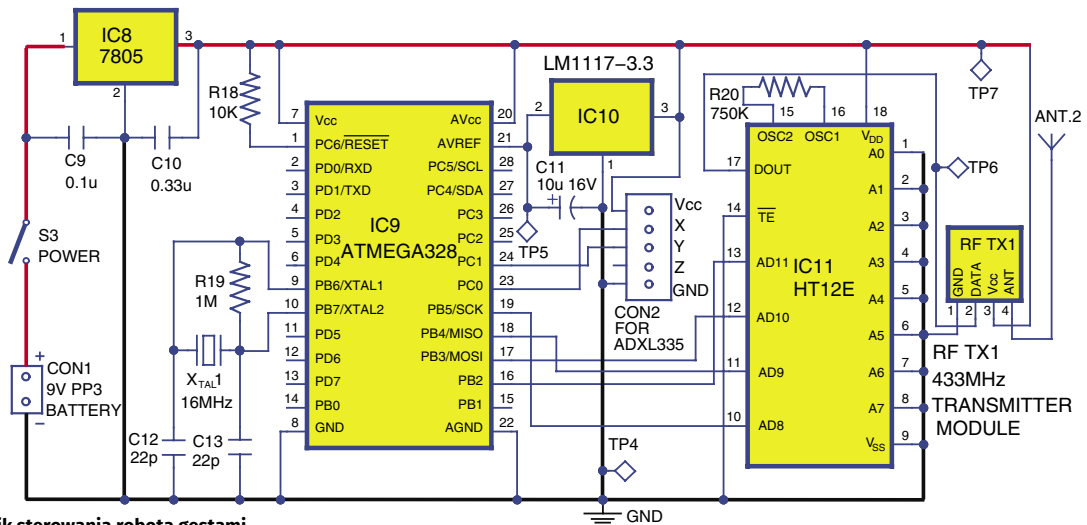 IC8
7805
1
3
2
C9
0.1u
C10
0.33u
S3
POWER
CON1
9V PP3
BATTERY
+
−
R18
10K
R19
1M
XTAL1
16MHz
C12
22p
C13
22p
IC9
ATMEGA328
7 Vcc
1 PC6/RESET
2 PD0/RXD
3 PD1/TXD
4 PD2
5 PD3
6 PD4
9 PB6/XTAL1
10 PB7/XTAL2
11 PD5
12 PD6
13 PD7
14 PB0
8 GND
AVcc 20
AVREF 21
PC5/SCL 28
PC4/SDA 27
PC3 26
PC2 25
PC1 24
PC0 23
PB5/SCK 19
PB4/MISO 18
PB3/MOSI 17
PB2 16
PB1 15
AGND 22
LM1117−3.3
IC10
2
3
1
C11
10u 16V
+
TP5
Vcc
X
Y
Z
GND
CON2
FOR
ADXL335
TP4
GND
R20
750K
IC11
HT12E
15
OSC2
16
OSC1
18
VDD
17 DOUT
14 TE
13 AD11
12 AD10
11 AD9
10 AD8
A0 1
A1 2
A2 3
A3 4
A4 5
A5 6
A6 7
A7 8
VSS 9
TP7
TP6
ANT.2
RF TX1
GND
DATA
Vcc
ANT
1 2 3 4
RF TX1
433MHz
TRANSMITTER
MODULE
ik sterowania robota gestami